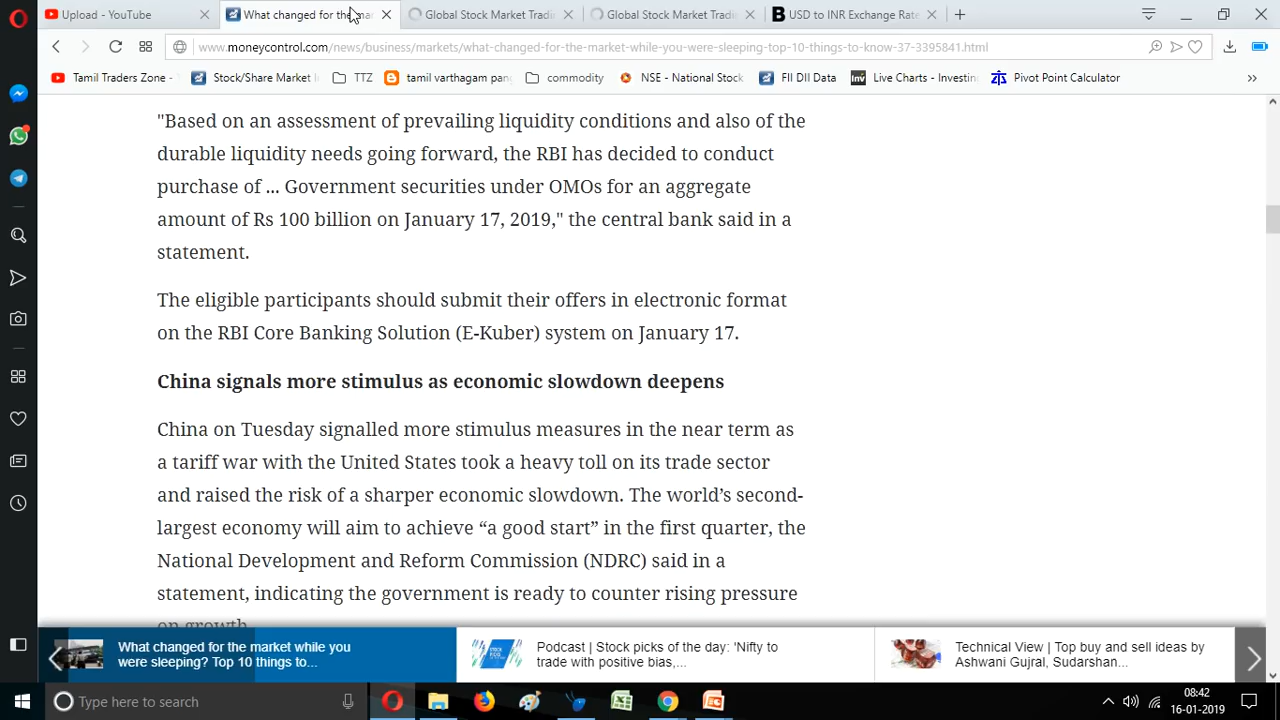 Upload - YouTube
What changed for the mar
Global Stock Market Tradi
Global Stock Market Tradi
USD to INR Exchange Rate
www.moneycontrol.com/news/business/markets/what-changed-for-the-market-while-you-were-sleeping-top-10-things-to-know-37-3395841.html
Tamil Traders Zone -
Stock/Share Market
TTZ
tamil varthagam pang
commodity
NSE - National Stock
FII DII Data
Live Charts - Investin
Pivot Point Calculator
"Based on an assessment of prevailing liquidity conditions and also of the
durable liquidity needs going forward, the RBI has decided to conduct
purchase of ... Government securities under OMOs for an aggregate
amount of Rs 100 billion on January 17, 2019," the central bank said in a
statement.
The eligible participants should submit their offers in electronic format
on the RBI Core Banking Solution (E-Kuber) system on January 17.
China signals more stimulus as economic slowdown deepens
China on Tuesday signalled more stimulus measures in the near term as
a tariff war with the United States took a heavy toll on its trade sector
and raised the risk of a sharper economic slowdown. The world’s second-
largest economy will aim to achieve “a good start” in the first quarter, the
National Development and Reform Commission (NDRC) said in a
statement, indicating the government is ready to counter rising pressure
on growth.
What changed for the market while you
were sleeping? Top 10 things to...
Podcast | Stock picks of the day: 'Nifty to
trade with positive bias,...
Technical View | Top buy and sell ideas by
Ashwani Gujral, Sudarshan...
Type here to search
08:42
16-01-2019